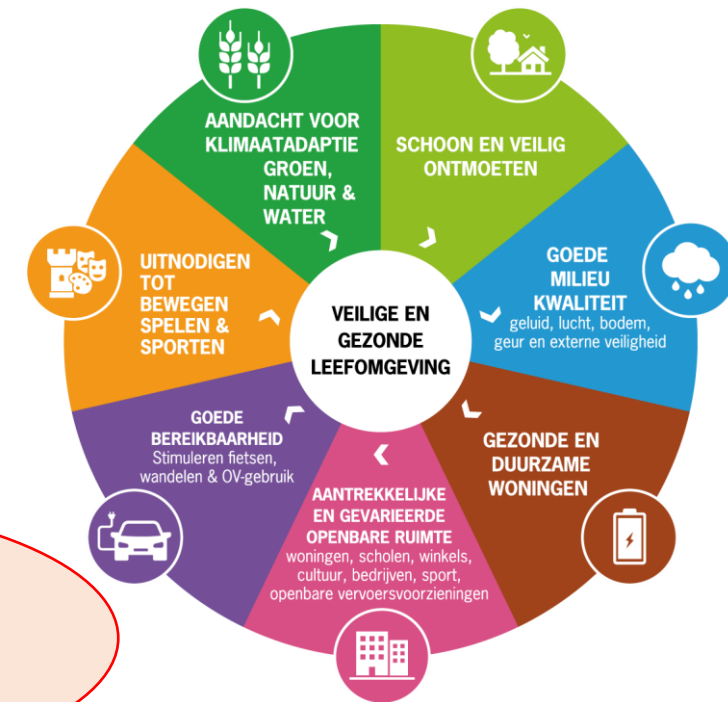 AANDACHT VOOR
KLIMAATADAPTIE
GROEN,
NATUUR &
WATER
SCHOON EN VEILIG
ONTMOETEN
GOEDE
MILIEU
KWALITEIT
geluid, lucht, bodem,
geur en externe veiligheid
GEZONDE EN
DUURZAME
WONINGEN
AANTREKKELIJKE
EN GEVARIEERDE
OPENBARE RUIMTE
woningen, scholen, winkels,
cultuur, bedrijven, sport,
openbare vervoersvoorzieningen
GOEDE
BEREIKBAARHEID
Stimuleren fietsen,
wandelen & OV-gebruik
UITNODIGEN
TOT
BEWEGEN
SPELEN &
SPORTEN
VEILIGE EN
GEZONDE
LEEFOMGEVING